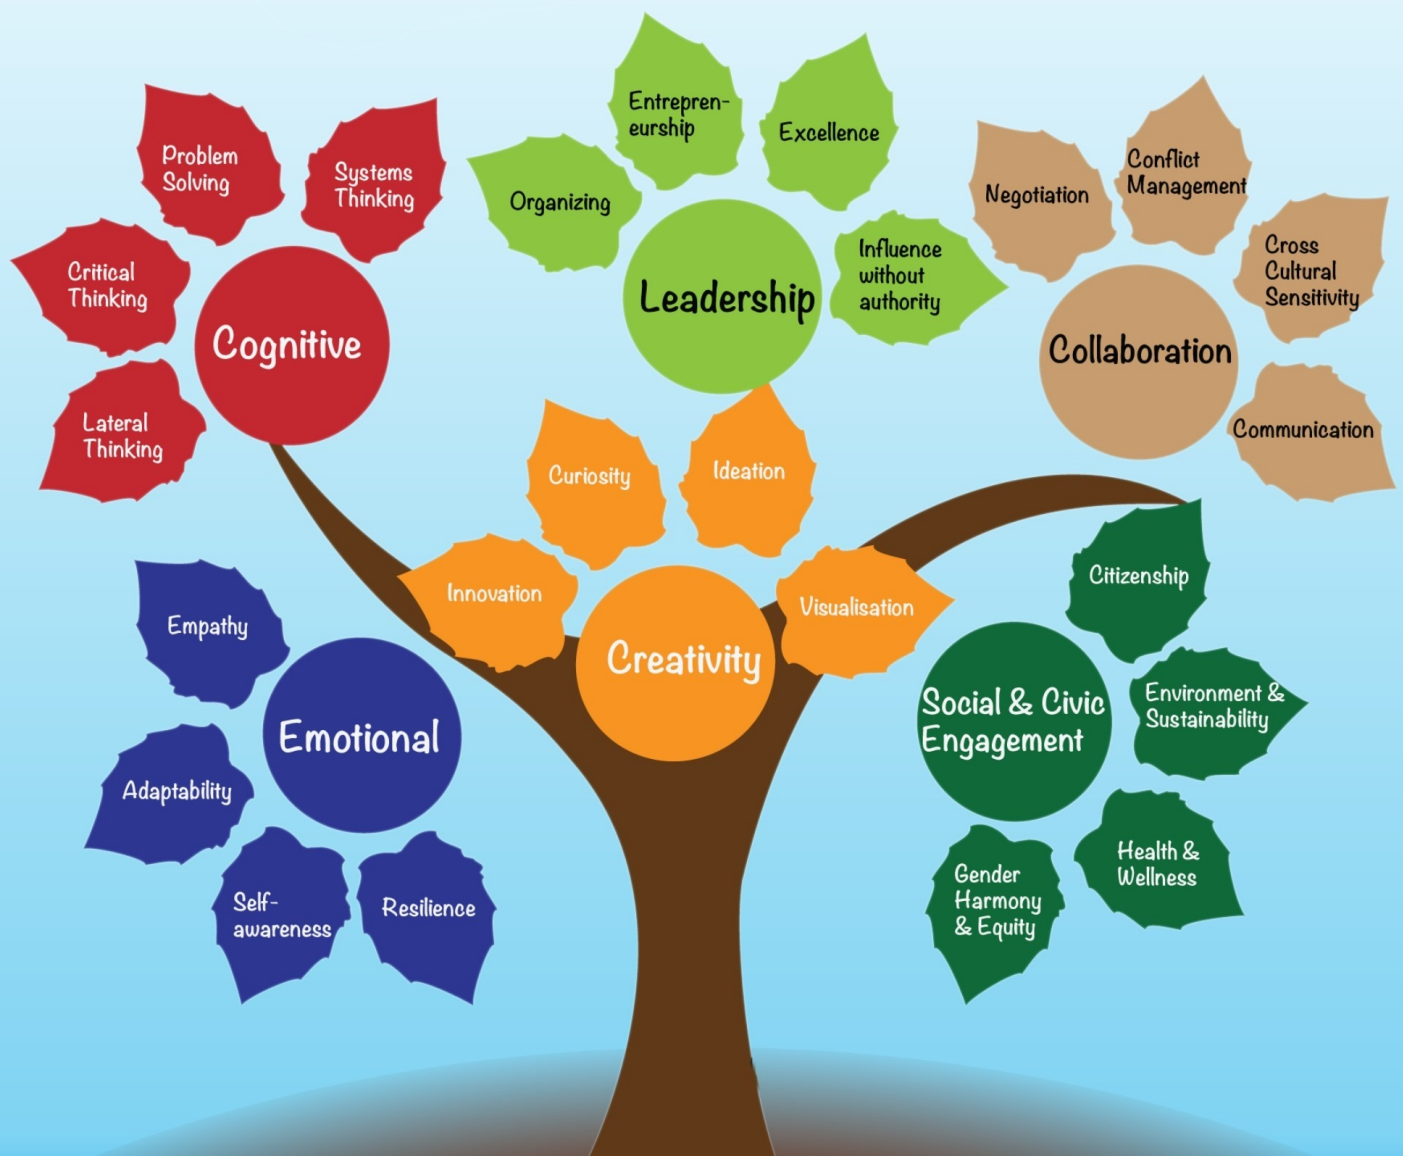 Cognitive
Problem
Solving
Systems
Thinking
Critical
Thinking
Lateral
Thinking
Leadership
Organizing
Entrepren-
eurship
Excellence
Influence
without
authority
Collaboration
Negotiation
Conflict
Management
Cross
Cultural
Sensitivity
Communication
Creativity
Innovation
Curiosity
Ideation
Visualisation
Emotional
Empathy
Adaptability
Self-
awareness
Resilience
Social & Civic
Engagement
Citizenship
Environment &
Sustainability
Health &
Wellness
Gender
Harmony
& Equity